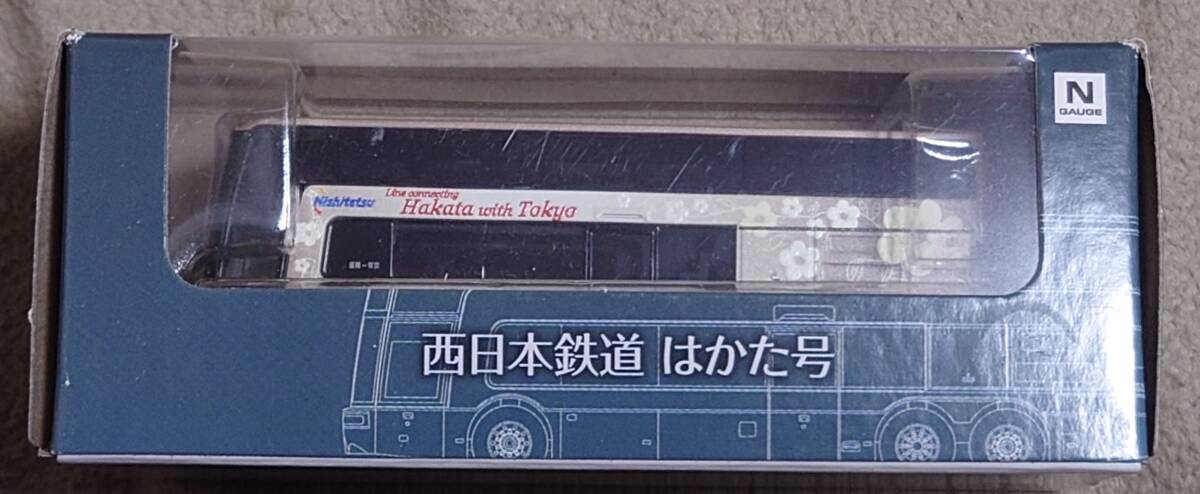 N
GAUGE
Nishitetsu
Line connecting
Hakata with Tokyo
西日本鉄道 はかた号